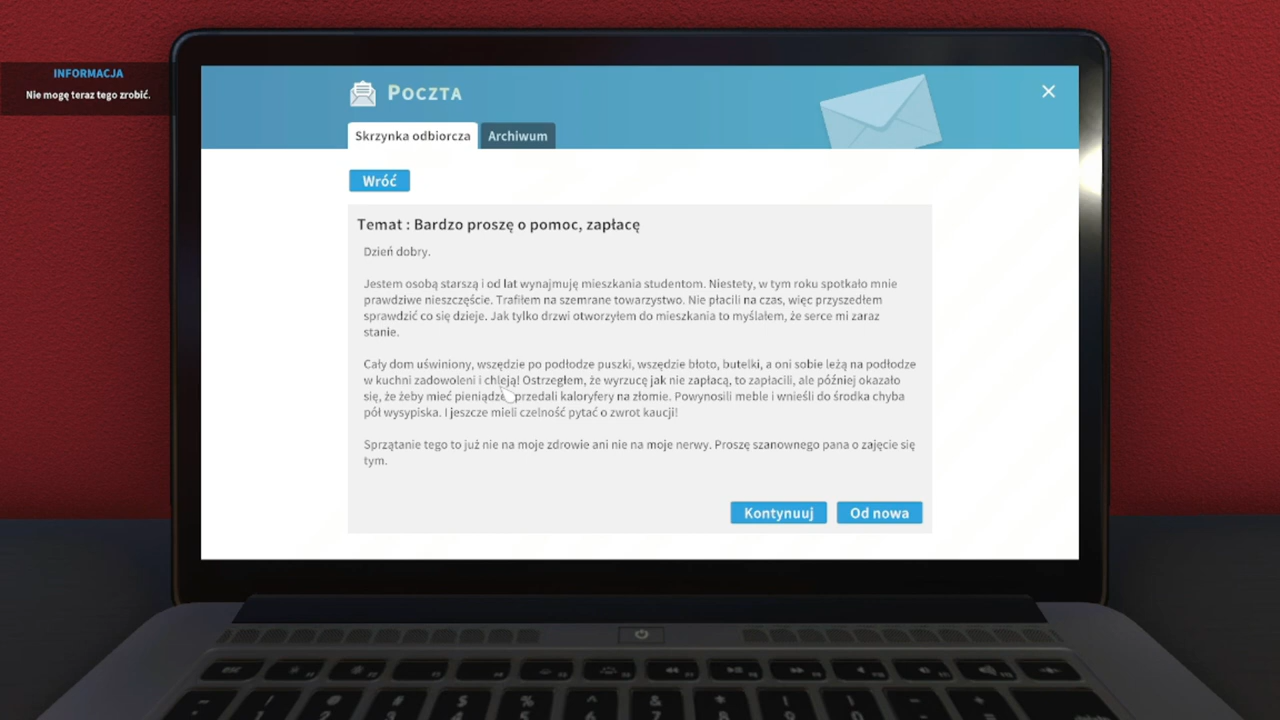 INFORMACJA
Nie mogę teraz tego zrobić.
Poczta
Skrzynka odbiorcza
Archiwum
Wróć
Temat : Bardzo proszę o pomoc, zapłacę
Dzień dobry.
Jestem osobą starszą i od lat wynajmuję mieszkania studentom. Niestety, w tym roku spotkało mnie
prawdziwe nieszczęście. Trafiłem na szemrane towarzystwo. Nie płacili na czas, więc przyszedłem
sprawdzić co się dzieje. Jak tylko drzwi otworzyłem do mieszkania to myślałem, że serce mi zaraz
stanie.
Cały dom uświniony, wszędzie po podłodze puszki, wszędzie błoto, butelki, a oni sobie leżą na podłodze
w kuchni zadowoleni i chleją! Ostrzegłem, że wyrzucę jak nie zapłacą, to zapłacili, ale później okazało
się, że żeby mieć pieniądze przedali kaloryfery na złomie. Powynosili meble i wnieśli do środka chyba
pół wysypiska. I jeszcze mieli czelność pytać o zwrot kaucji!
Sprzątanie tego to już nie na moje zdrowie ani nie na moje nerwy. Proszę szanownego pana o zajęcie się
tym.
Kontynuuj
Od nowa